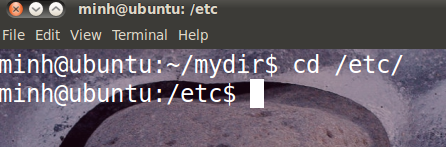 minh@ubuntu: /etc
File Edit View Terminal Help
minh@ubuntu:~/mydir$ cd /etc/
minh@ubuntu:/etc$